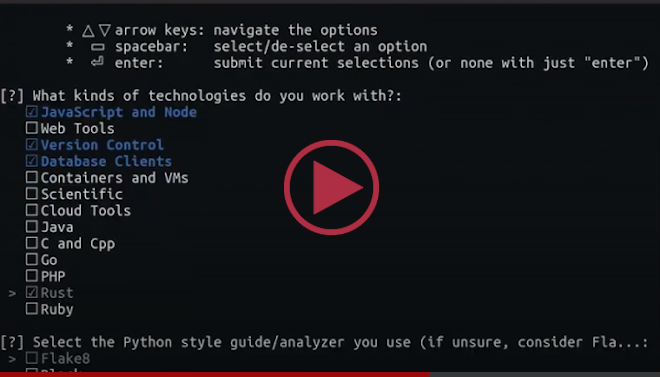 * △▽ arrow keys: navigate the options
* ▭ spacebar: select/de-select an option
* ⏎ enter: submit current selections (or none with just "enter")
[?] What kinds of technologies do you work with?:
☑ JavaScript and Node
☐ Web Tools
☑ Version Control
☑ Database Clients
☐ Containers and VMs
☐ Scientific
☐ Cloud Tools
☐ Java
☐ C and Cpp
☐ Go
☐ PHP
> ☑ Rust
☐ Ruby
[?] Select the Python style guide/analyzer you use (if unsure, consider Fla...:
> ☐ Flake8